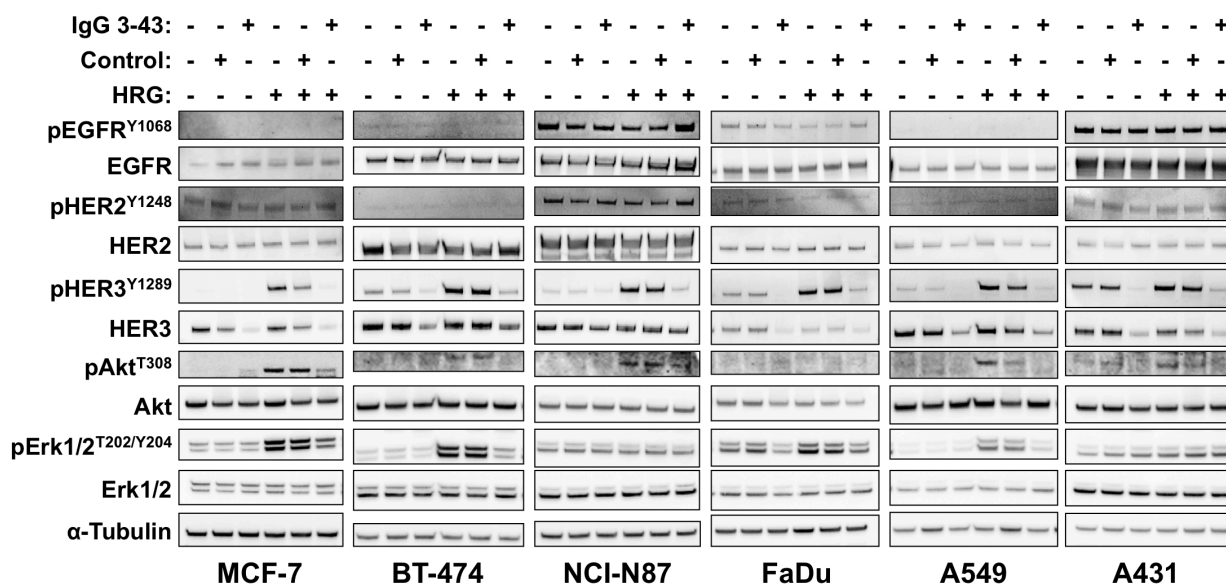 IgG 3-43: - - + - - + - - + - - + - - + - - + - - + - - + - - + - - + - - + - - +
Control: - + - - + - - + - - + - - + - - + - - + - - + - - + - - + - - + - - + -
HRG: - - - + + + - - - + + + - - - + + + - - - + + + - - - + + + - - - + + +
pEGFRY1068
EGFR
pHER2Y1248
HER2
pHER3Y1289
HER3
pAktT308
Akt
pErk1/2T202/Y204
Erk1/2
α-Tubulin
MCF-7 BT-474 NCI-N87 FaDu A549 A431